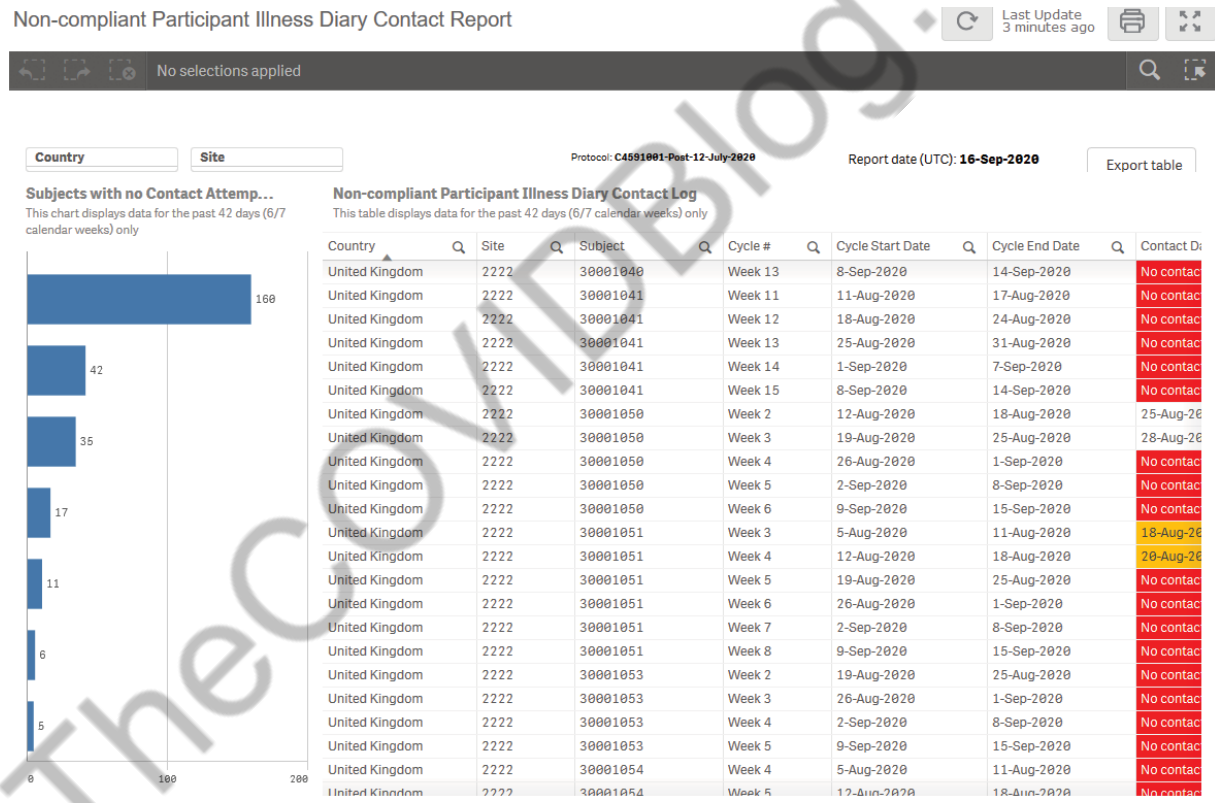 Non-compliant Participant Illness Diary Contact Report
Last Update
3 minutes ago
No selections applied
Country
Site
Protocol: C4591001-Post-12-July-2020
Report date (UTC): 16-Sep-2020
Export table
Subjects with no Contact Attemp...
This chart displays data for the past 42 days (6/7
calendar weeks) only
160
42
35
17
11
6
5
0 100 200
Non-compliant Participant Illness Diary Contact Log
This table displays data for the past 42 days (6/7 calendar weeks) only
Country Site Subject Cycle # Cycle Start Date Cycle End Date Contact Da
United Kingdom 2222 30001040 Week 13 8-Sep-2020 14-Sep-2020 No contac
United Kingdom 2222 30001041 Week 11 11-Aug-2020 17-Aug-2020 No contac
United Kingdom 2222 30001041 Week 12 18-Aug-2020 24-Aug-2020 No contac
United Kingdom 2222 30001041 Week 13 25-Aug-2020 31-Aug-2020 No contac
United Kingdom 2222 30001041 Week 14 1-Sep-2020 7-Sep-2020 No contac
United Kingdom 2222 30001041 Week 15 8-Sep-2020 14-Sep-2020 No contac
United Kingdom 2222 30001050 Week 2 12-Aug-2020 18-Aug-2020 25-Aug-20
United Kingdom 2222 30001050 Week 3 19-Aug-2020 25-Aug-2020 28-Aug-20
United Kingdom 2222 30001050 Week 4 26-Aug-2020 1-Sep-2020 No contac
United Kingdom 2222 30001050 Week 5 2-Sep-2020 8-Sep-2020 No contac
United Kingdom 2222 30001050 Week 6 9-Sep-2020 15-Sep-2020 No contac
United Kingdom 2222 30001051 Week 3 5-Aug-2020 11-Aug-2020 18-Aug-20
United Kingdom 2222 30001051 Week 4 12-Aug-2020 18-Aug-2020 20-Aug-20
United Kingdom 2222 30001051 Week 5 19-Aug-2020 25-Aug-2020 No contac
United Kingdom 2222 30001051 Week 6 26-Aug-2020 1-Sep-2020 No contac
United Kingdom 2222 30001051 Week 7 2-Sep-2020 8-Sep-2020 No contac
United Kingdom 2222 30001051 Week 8 9-Sep-2020 15-Sep-2020 No contac
United Kingdom 2222 30001053 Week 2 19-Aug-2020 25-Aug-2020 No contac
United Kingdom 2222 30001053 Week 3 26-Aug-2020 1-Sep-2020 No contac
United Kingdom 2222 30001053 Week 4 2-Sep-2020 8-Sep-2020 No contac
United Kingdom 2222 30001053 Week 5 9-Sep-2020 15-Sep-2020 No contac
United Kingdom 2222 30001054 Week 4 5-Aug-2020 11-Aug-2020 No contac
United Kingdom 2222 30001054 Week 5 12-Aug-2020 18-Aug-2020 No contac
TheCOVIDBlog.